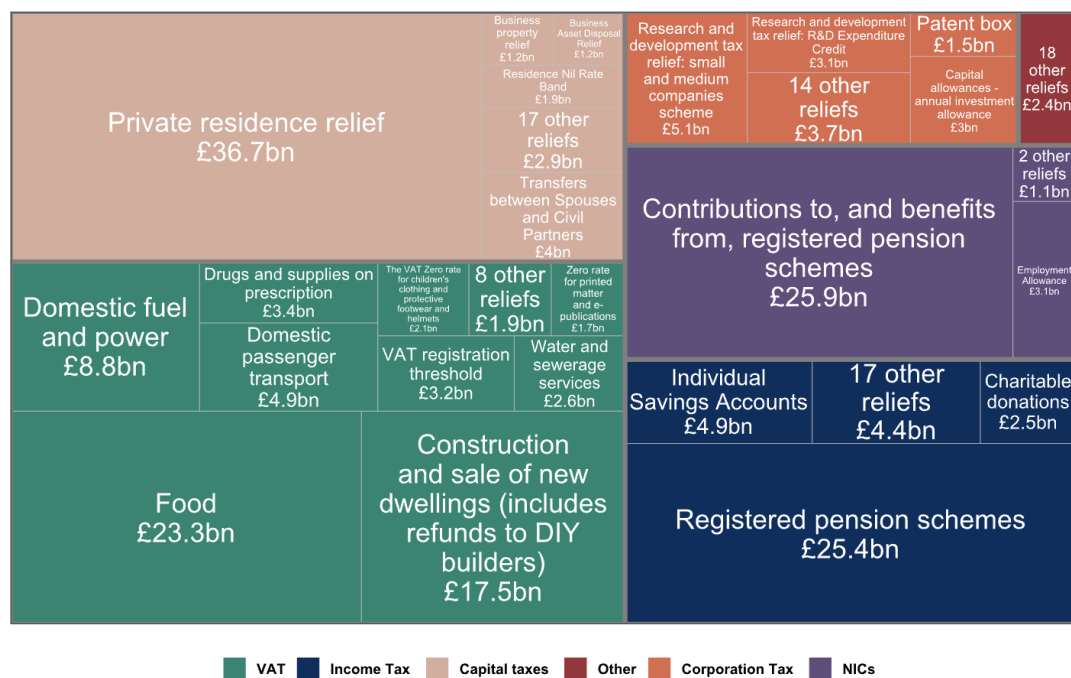 Private residence relief
£36.7bn
Business
property
relief
£1.2bn
Business
Asset Disposal
Relief
£1.2bn
Residence Nil Rate
Band
£1.9bn
17 other
reliefs
£2.9bn
Transfers
between Spouses
and Civil
Partners
£4bn
Research and
development tax
relief: small
and medium
companies
scheme
£5.1bn
Research and development
tax relief: R&D Expenditure
Credit
£3.1bn
14 other
reliefs
£3.7bn
Patent box
£1.5bn
Capital
allowances -
annual investment
allowance
£3bn
18
other
reliefs
£2.4bn
Contributions to, and benefits
from, registered pension
schemes
£25.9bn
2 other
reliefs
£1.1bn
Employment
Allowance
£3.1bn
Domestic fuel
and power
£8.8bn
Drugs and supplies on
prescription
£3.4bn
Domestic
passenger
transport
£4.9bn
The VAT Zero rate
for children's
clothing and
protective
footwear and
helmets
£2.1bn
8 other
reliefs
£1.9bn
Zero rate
for printed
matter
and e-
publications
£1.7bn
VAT registration
threshold
£3.2bn
Water and
sewerage
services
£2.6bn
Food
£23.3bn
Construction
and sale of new
dwellings (includes
refunds to DIY
builders)
£17.5bn
Individual
Savings Accounts
£4.9bn
17 other
reliefs
£4.4bn
Charitable
donations
£2.5bn
Registered pension schemes
£25.4bn
VAT Income Tax Capital taxes Other Corporation Tax NICs